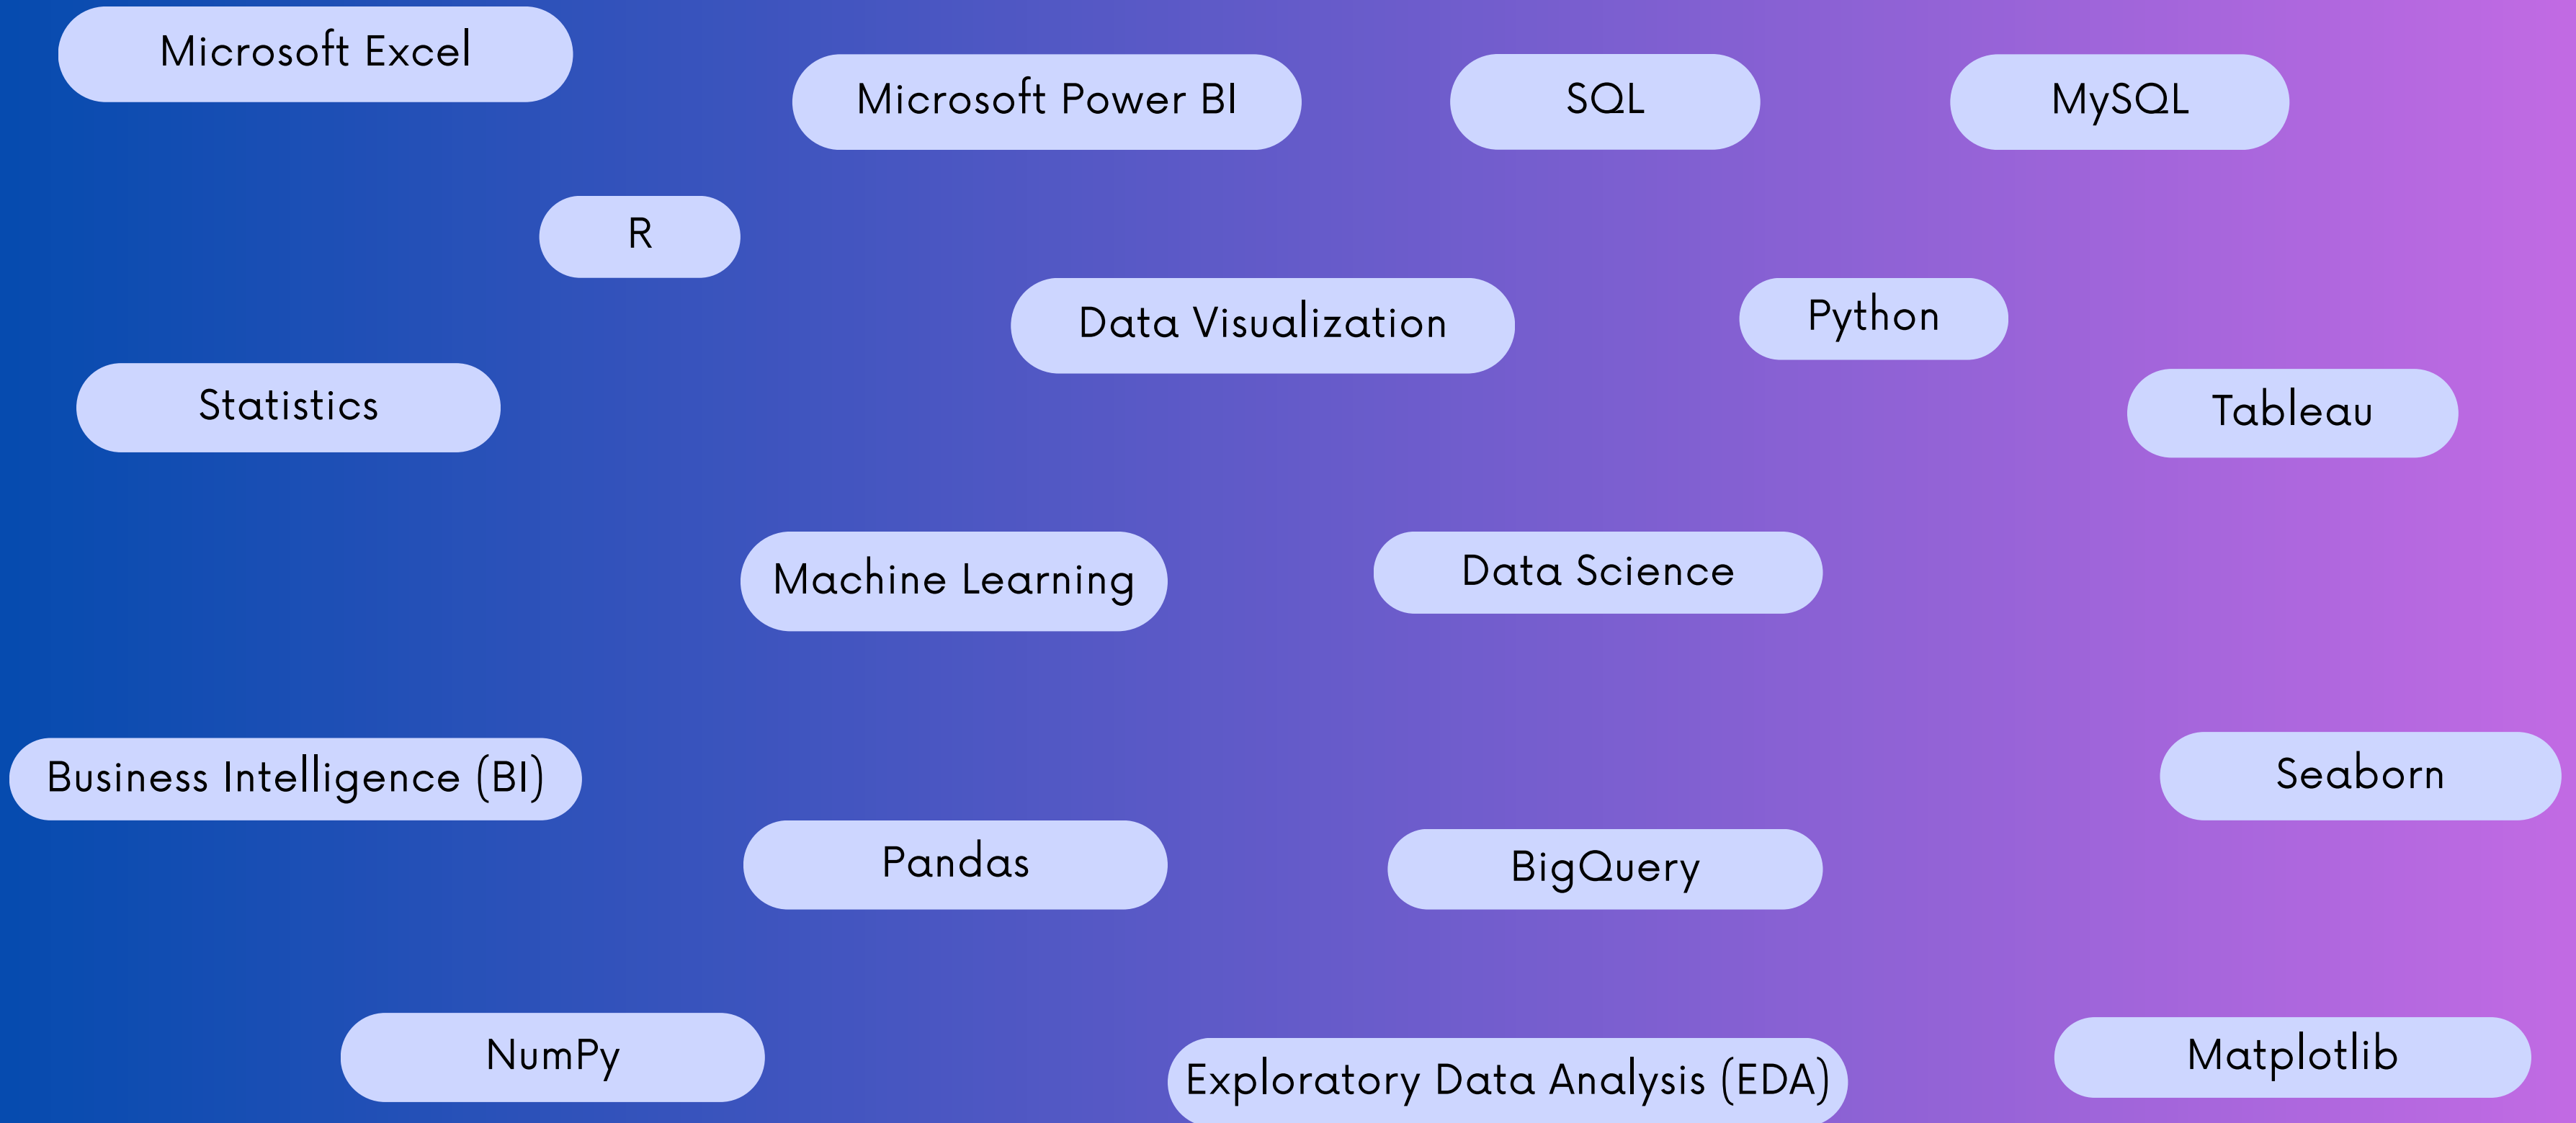 Microsoft Excel
Microsoft Power BI
SQL
MySQL
R
Data Visualization
Python
Statistics
Tableau
Machine Learning
Data Science
Business Intelligence (BI)
Seaborn
Pandas
BigQuery
NumPy
Exploratory Data Analysis (EDA)
Matplotlib